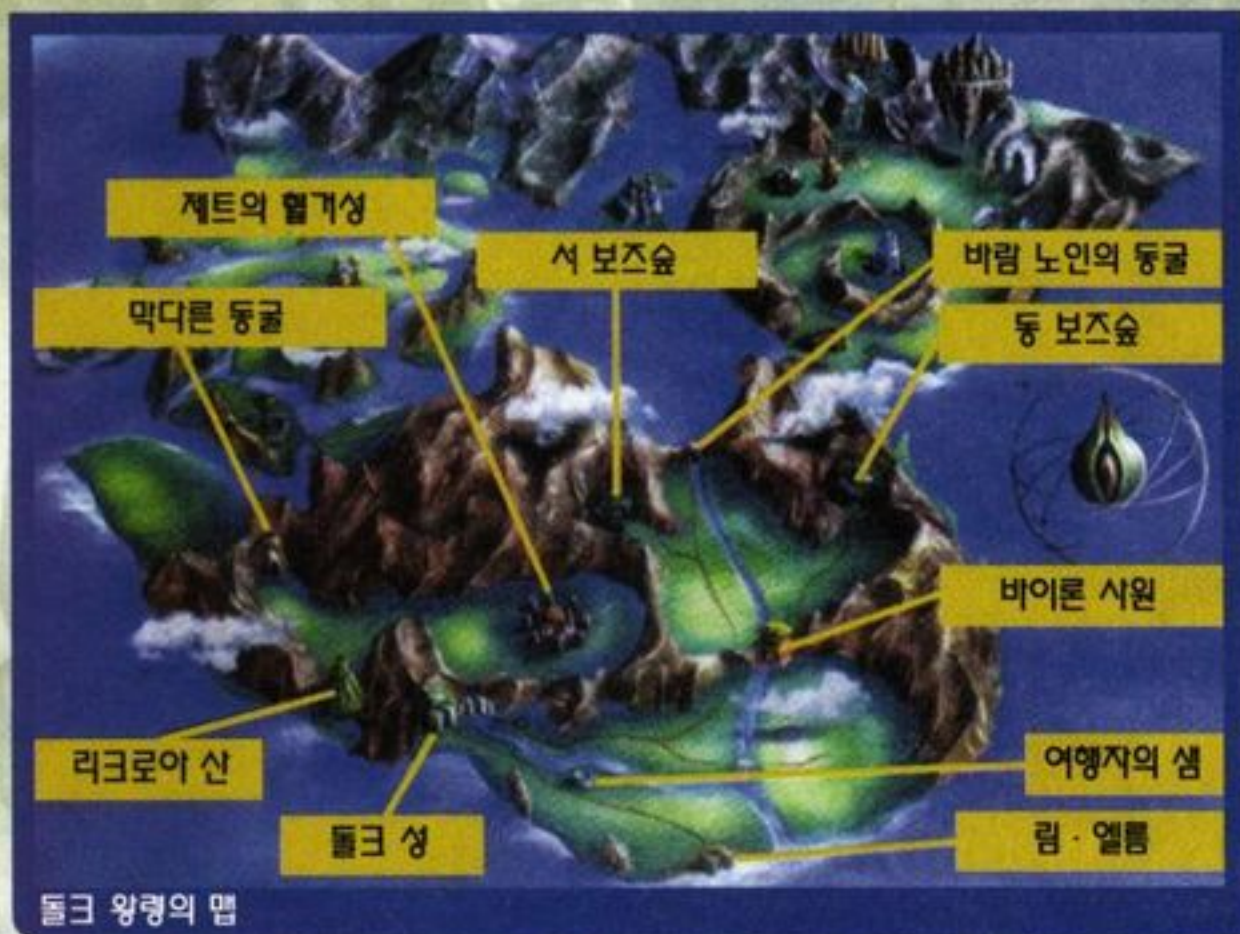 제트의 혈거성
서 보즈숲
바람 노인의 동굴
막다른 동굴
동 보즈숲
바이론 사원
리크로아 산
여행자의 샘
돌크 성
림·엘름
돌크 왕령의 맵